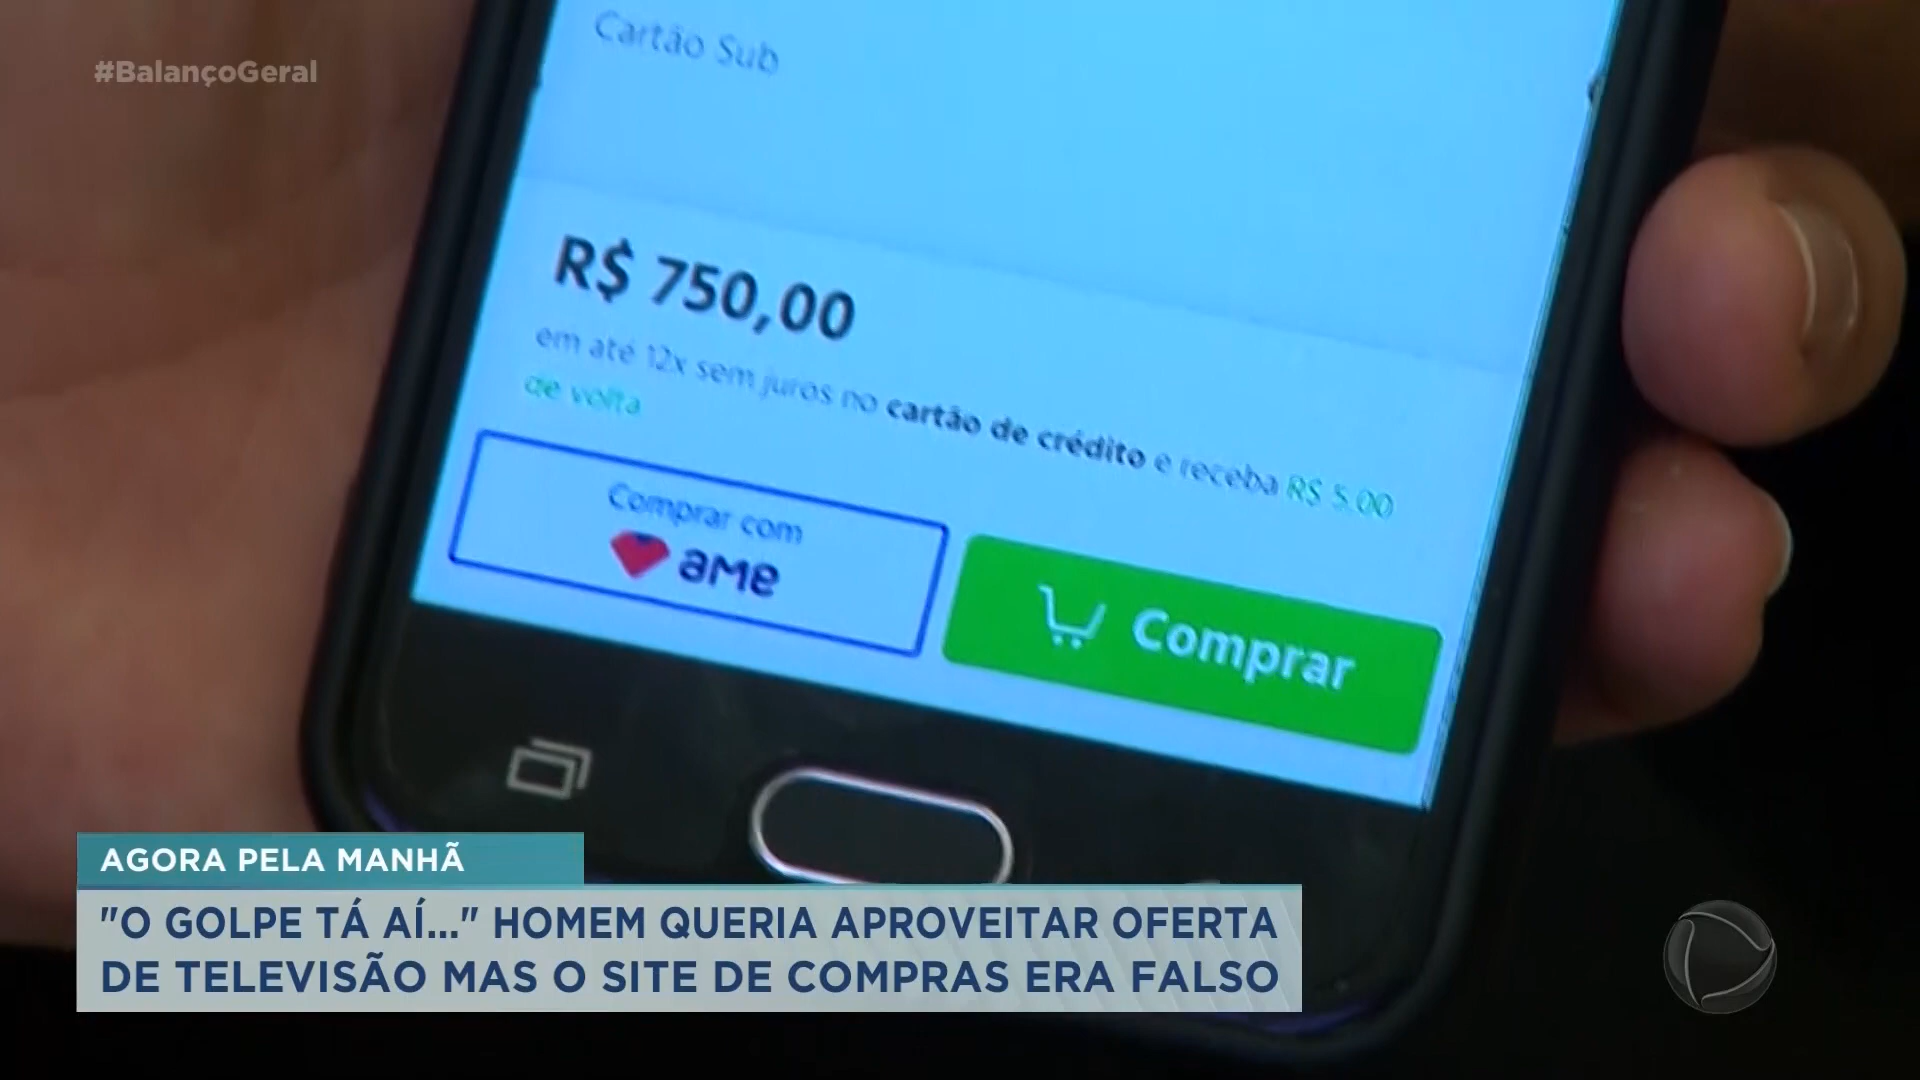 #BalançoGeral
Cartão Sub
R$ 750,00
em até 12x sem juros no cartão de crédito e receba R$ 5,00
de volta
Comprar com
ame
Comprar
AGORA PELA MANHÃ
"O GOLPE TÁ AÍ..." HOMEM QUERIA APROVEITAR OFERTA
DE TELEVISÃO MAS O SITE DE COMPRAS ERA FALSO